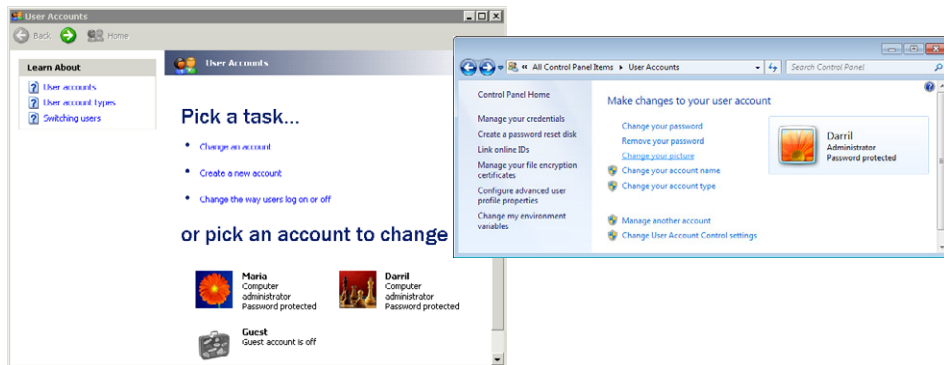 User Accounts
Back
Home
Learn About
User accounts
User account types
Switching users
User Accounts
Pick a task...
Change an account
Create a new account
Change the way users log on or off
or pick an account to change
Maria
Computer
administrator
Password protected
Darril
Computer
administrator
Password protected
Guest
Guest account is off
All Control Panel Items
User Accounts
Search Control Panel
Control Panel Home
Manage your credentials
Create a password reset disk
Link online IDs
Manage your file encryption
certificates
Configure advanced user
profile properties
Change my environment
variables
Make changes to your user account
Change your password
Remove your password
Change your picture
Change your account name
Change your account type
Manage another account
Change User Account Control settings
Darril
Administrator
Password protected